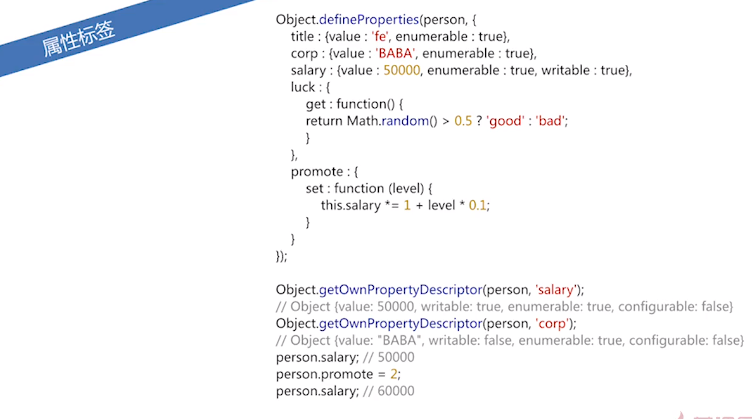 属性标签
Object.defineProperties(person, {
title : {value : 'fe', enumerable : true},
corp : {value : 'BABA', enumerable : true},
salary : {value : 50000, enumerable : true, writable : true},
luck : {
get : function() {
return Math.random() > 0.5 ? 'good' : 'bad';
}
},
promote : {
set : function (level) {
this.salary *= 1 + level * 0.1;
}
}
});
Object.getOwnPropertyDescriptor(person, 'salary');
// Object {value: 50000, writable: true, enumerable: true, configurable: false}
Object.getOwnPropertyDescriptor(person, 'corp');
// Object {value: "BABA", writable: false, enumerable: true, configurable: false}
person.salary; // 50000
person.promote = 2;
person.salary; // 60000